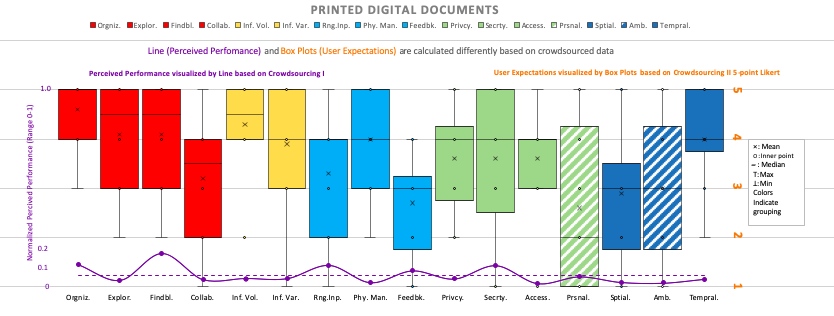 PRINTED DIGITAL DOCUMENTS
Orgniz. Explor. Findbl. Collab. Inf. Vol. Inf. Var. Rng.Inp. Phy. Man. Feedbk. Privcy. Secrty. Access. Prsnal. Sptial. Amb. Tempral.
Line (Perceived Perfomance) and Box Plots (User Expectations) are calculated differently based on crowdsourced data
Perceived Performance visualized by Line based on Crowdsourcing I
User Expectations visualized by Box Plots based on Crowdsourcing II 5-point Likert
Normalized Percived Performance (Range 0-1)
1.0
0.2
0.1
0
5
4
3
2
1
×: Mean
o :Inner point
– : Median
T:Max
⊥:Min
Colors
Indicate
grouping
Orgniz. Explor. Findbl. Collab. Inf. Vol. Inf. Var. Rng.Inp. Phy. Man. Feedbk. Privcy. Secrty. Access. Prsnal. Sptial. Amb. Tempral.